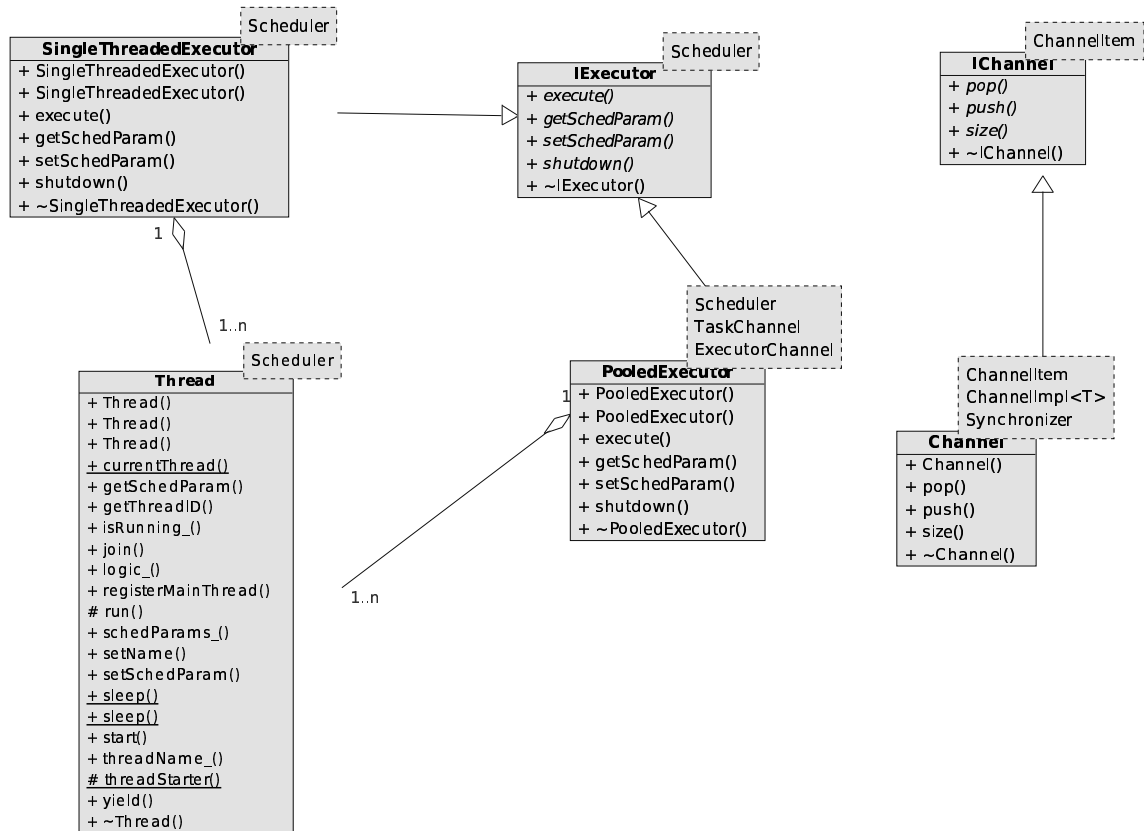 Scheduler
SingleThreadedExecutor
+ SingleThreadedExecutor()
+ SingleThreadedExecutor()
+ execute()
+ getSchedParam()
+ setSchedParam()
+ shutdown()
+ ~SingleThreadedExecutor()
Scheduler
IExecutor
+ execute()
+ getSchedParam()
+ setSchedParam()
+ shutdown()
+ ~IExecutor()
ChannelItem
IChannel
+ pop()
+ push()
+ size()
+ ~IChannel()
1
1..n
Scheduler
Thread
+ Thread()
+ Thread()
+ Thread()
+ currentThread()
+ getSchedParam()
+ getThreadID()
+ isRunning_()
+ join()
+ logic_()
+ registerMainThread()
# run()
+ schedParams_()
+ setName()
+ setSchedParam()
+ sleep()
+ sleep()
+ start()
+ threadName_()
# threadStarter()
+ yield()
+ ~Thread()
Scheduler
TaskChannel
ExecutorChannel
PooledExecutor
+ PooledExecutor()
+ PooledExecutor()
+ execute()
+ getSchedParam()
+ setSchedParam()
+ shutdown()
+ ~PooledExecutor()
1
1..n
ChannelItem
ChannelImpl<T>
Synchronizer
Channel
+ Channel()
+ pop()
+ push()
+ size()
+ ~Channel()